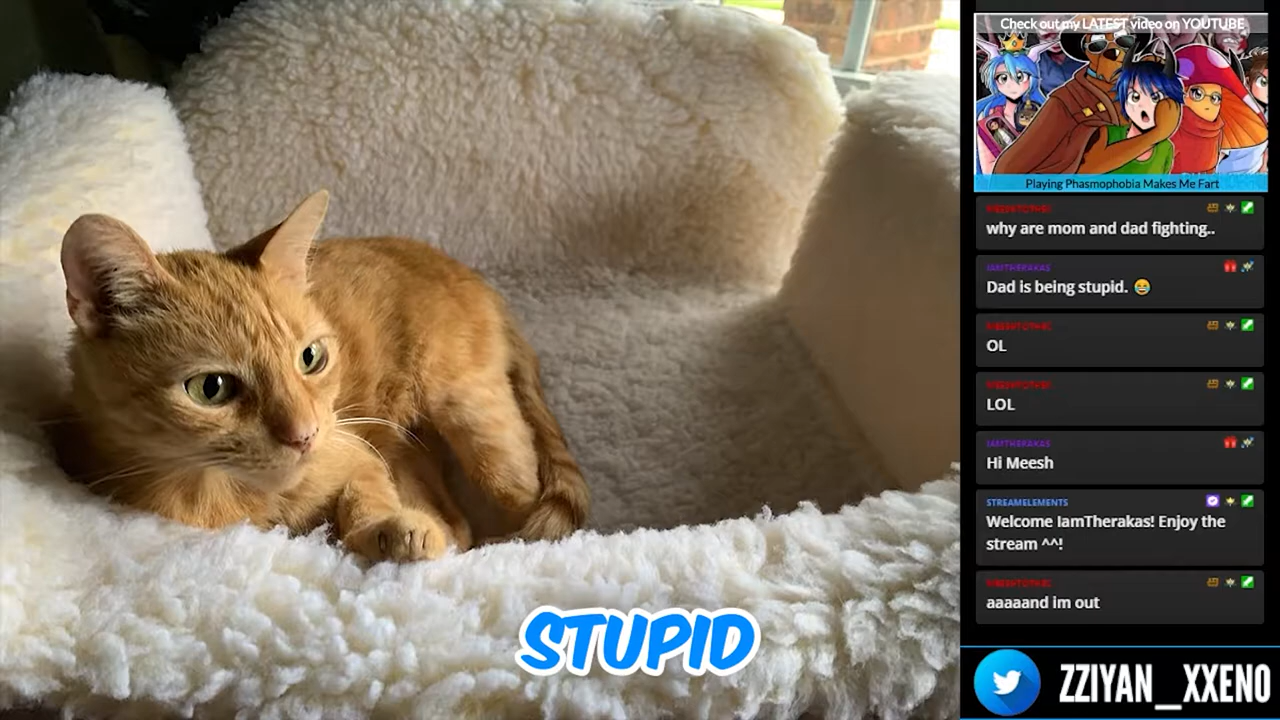 Check out my LATEST video on YOUTUBE
Playing Phasmophobia Makes Me Fart
why are mom and dad fighting..
IAMTHERAKAS
Dad is being stupid. 😂
OL
LOL
IAMTHERAKAS
Hi Meesh
STREAMELEMENTS
Welcome IamTherakas! Enjoy the
stream ^^!
aaaaand im out
STUPID
ZZIYAN_XXENO